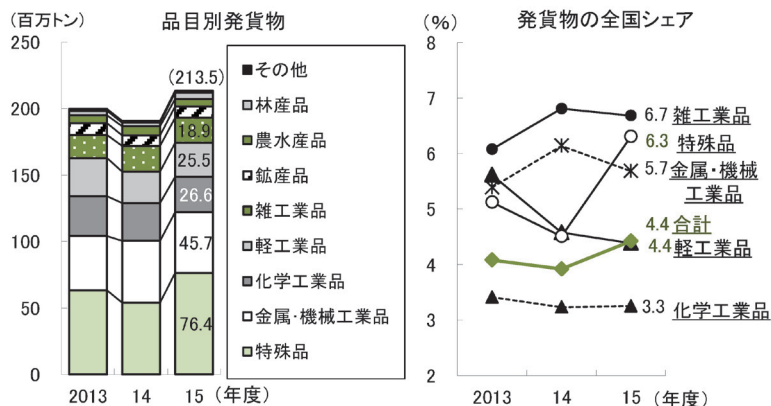 品目別発貨物
(百万トン)
250
200
150
100
50
0
2013
14
15
(年度)
(213.5)
18.9
25.5
26.6
45.7
76.4
その他
林産品
農水産品
鉱産品
雑工業品
軽工業品
化学工業品
金属・機械工業品
特殊品
発貨物の全国シェア
(%)
8
7
6
5
4
3
2
2013
14
15
(年度)
6.7 雑工業品
6.3 特殊品
5.7 金属・機械
工業品
4.4 合計
4.4 軽工業品
3.3 化学工業品